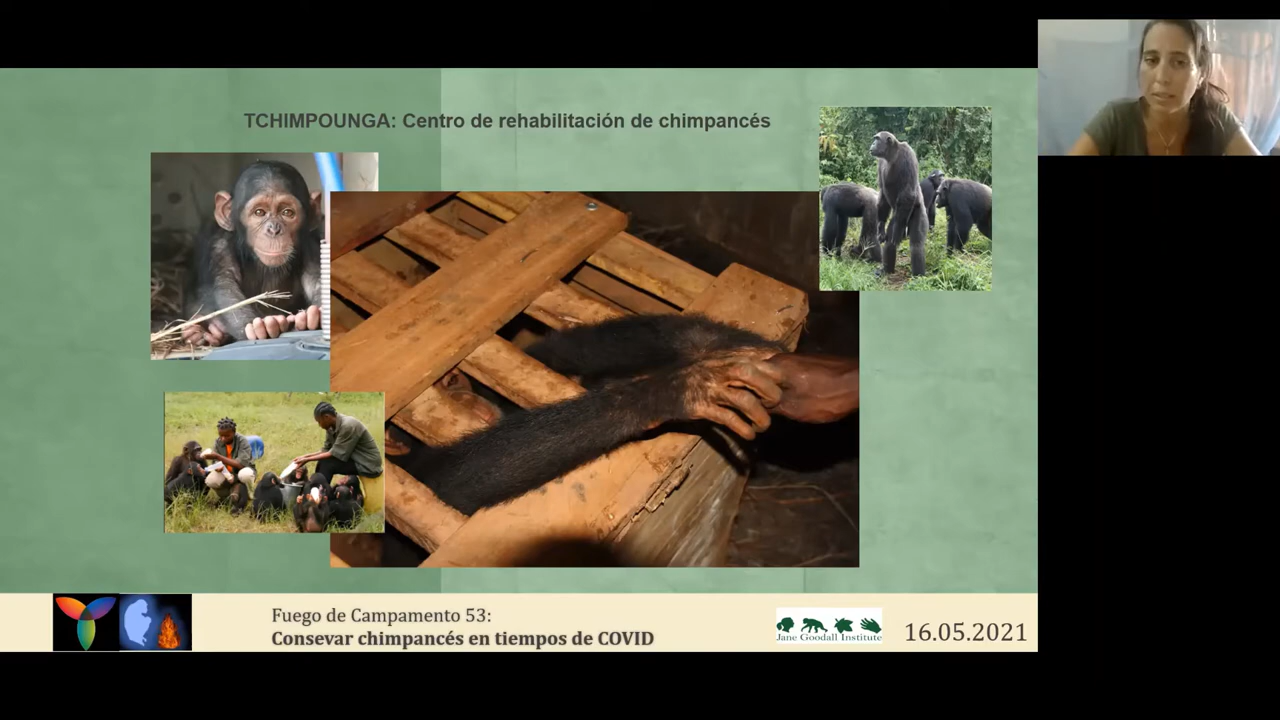 TCHIMPOUNGA: Centro de rehabilitación de chimpancés
Fuego de Campamento 53:
Consevar chimpancés en tiempos de COVID
Jane Goodall Institute
16.05.2021